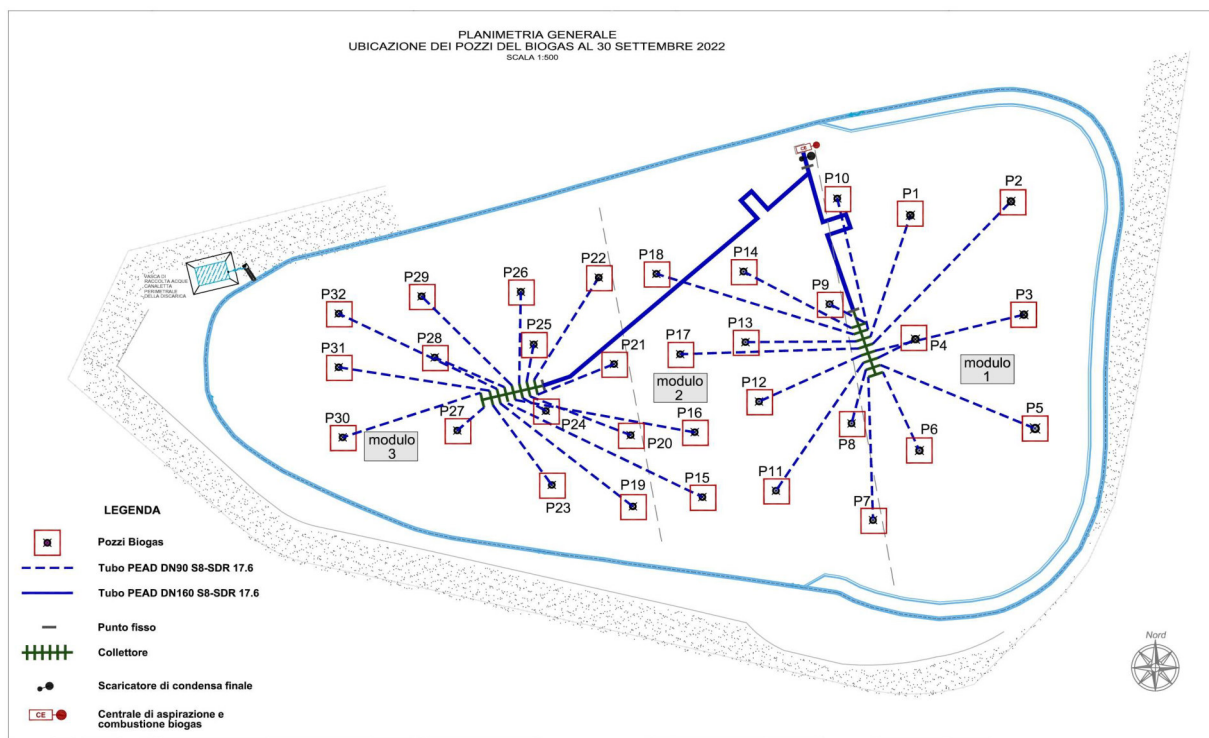 PLANIMETRIA GENERALE
UBICAZIONE DEI POZZI DEL BIOGAS AL 30 SETTEMBRE 2022
SCALA 1:500
CE
P10
P1
P2
P22
P18
P14
P29
P26
P9
P32
P3
P25
P13
P28
P17
P4
P31
P21
modulo
1
modulo
2
P12
P16
P5
P30
P27
P24
P20
P8
P6
modulo
3
P23
P19
P15
P11
P7
VASCA DI
RACCOLTA ACQUE
CANALETTA
PERIMETRALE
DELLA DISCARICA
LEGENDA
Pozzi Biogas
Tubo PEAD DN90 S8-SDR 17.6
Tubo PEAD DN160 S8-SDR 17.6
Punto fisso
Collettore
Scaricatore di condensa finale
CE
Centrale di aspirazione e
combustione biogas
Nord